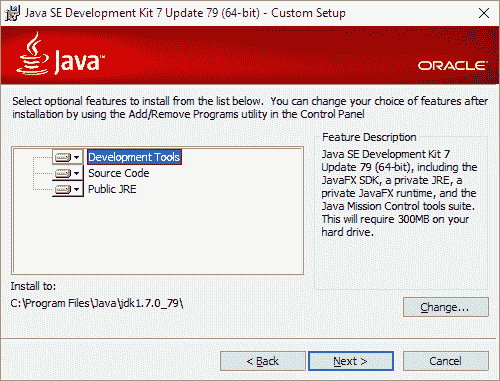 Java SE Development Kit 7 Update 79 (64-bit) - Custom Setup
Java™
ORACLE®
Select optional features to install from the list below. You can change your choice of features after
installation by using the Add/Remove Programs utility in the Control Panel
Development Tools
Source Code
Public JRE
Feature Description
Java SE Development Kit 7
Update 79 (64-bit), including the
JavaFX SDK, a private JRE, a
private JavaFX runtime, and the
Java Mission Control tools suite.
This will require 300MB on your
hard drive.
Install to:
C:\Program Files\Java\jdk1.7.0_79\
Change...
< Back
Next >
Cancel